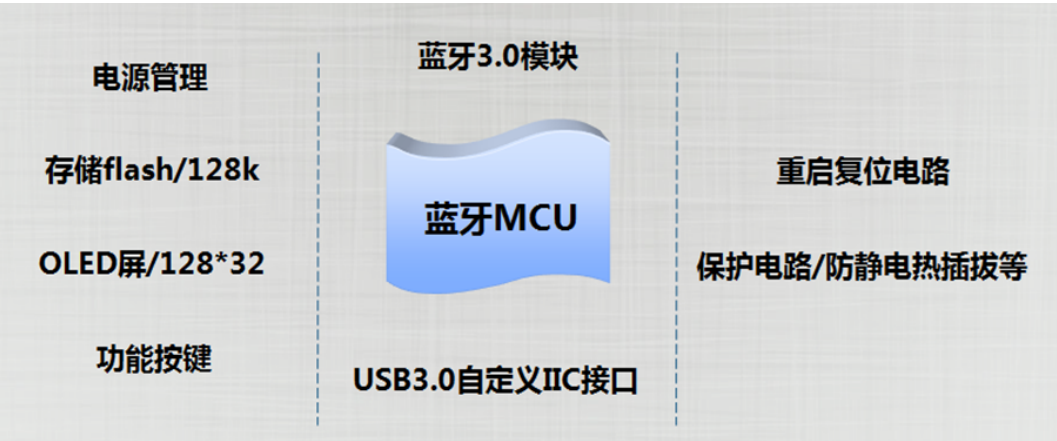 电源管理
存储flash/128k
OLED屏/128*32
功能按键
蓝牙3.0模块
蓝牙MCU
USB3.0自定义IIC接口
重启复位电路
保护电路/防静电热插拔等